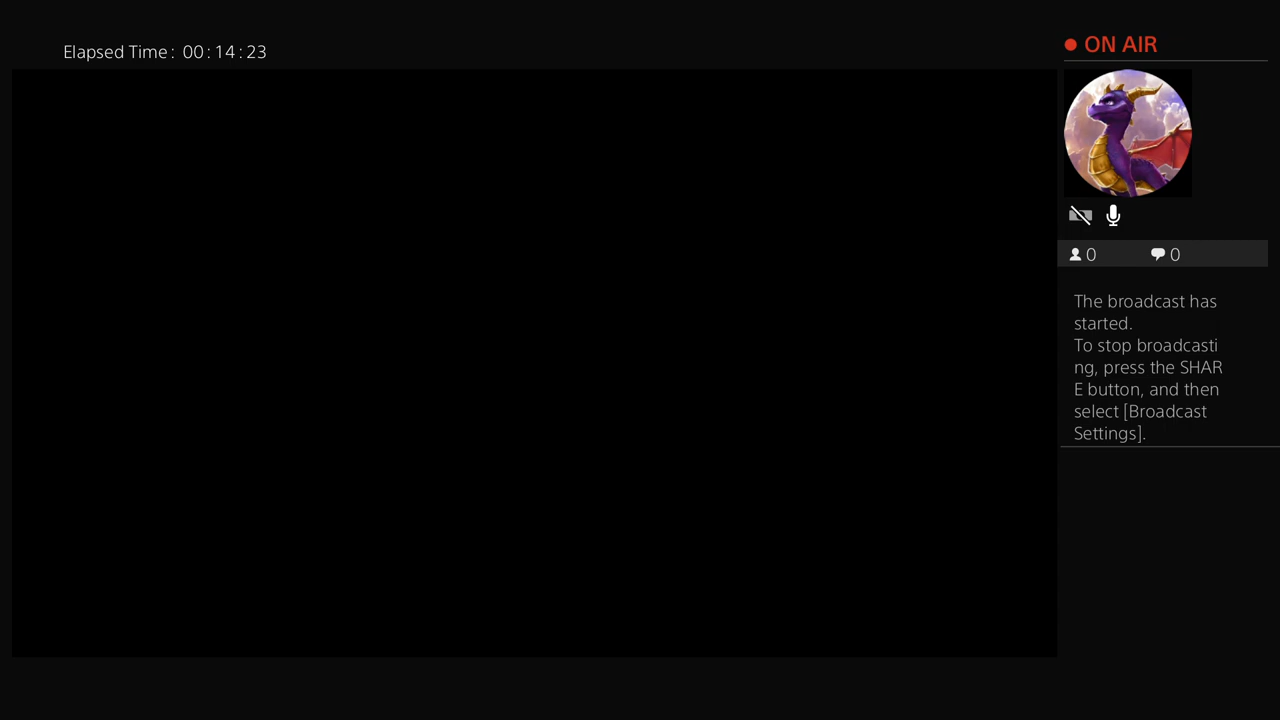 Elapsed Time: 00:14:23
ON AIR
0 0
The broadcast has
started.
To stop broadcasti
ng, press the SHAR
E button, and then
select [Broadcast
Settings].